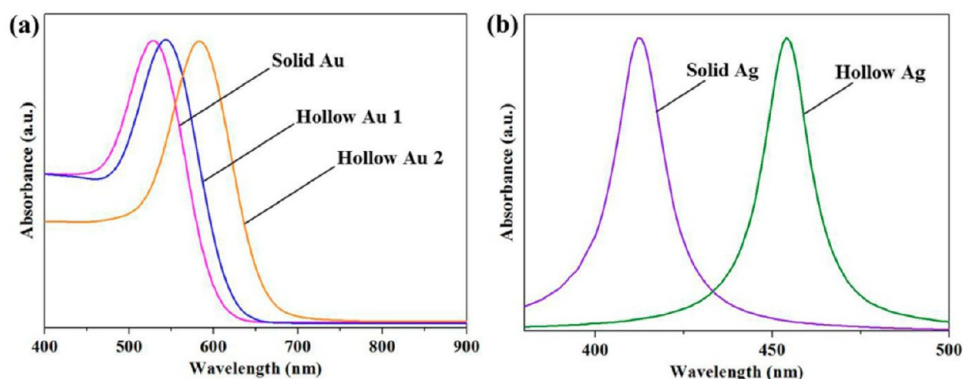 (a)
Absorbance (a.u.)
Solid Au
Hollow Au 1
Hollow Au 2
400 500 600 700 800 900
Wavelength (nm)
(b)
Absorbance (a.u.)
Solid Ag
Hollow Ag
400 450 500
Wavelength (nm)